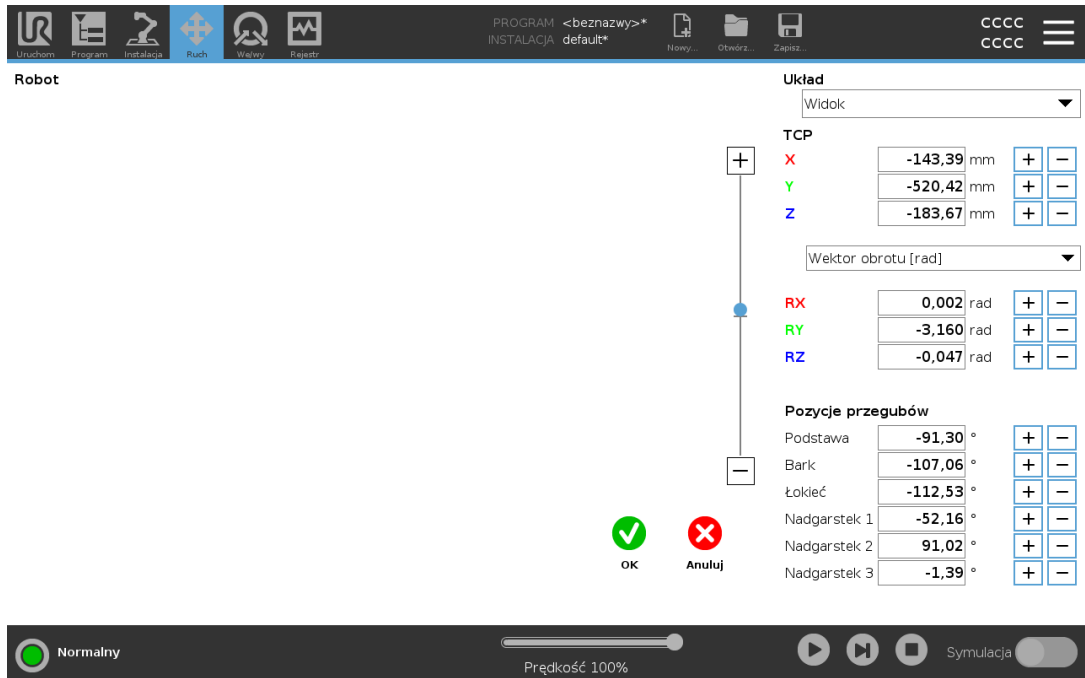 UR
Uruchom
Program
Instalacja
Ruch
We/wy
Rejestr
PROGRAM <beznazwy>*
INSTALACJA default*
Nowy...
Otwórz...
Zapisz...
CCCC
CCCC
Robot
Układ
Widok
TCP
X -143,39 mm + −
Y -520,42 mm + −
Z -183,67 mm + −
Wektor obrotu [rad]
RX 0,002 rad + −
RY -3,160 rad + −
RZ -0,047 rad + −
Pozycje przegubów
Podstawa -91,30 ° + −
Bark -107,06 ° + −
Łokieć -112,53 ° + −
Nadgarstek 1 -52,16 ° + −
Nadgarstek 2 91,02 ° + −
Nadgarstek 3 -1,39 ° + −
+
−
OK
Anuluj
Normalny
Prędkość 100%
Symulacja